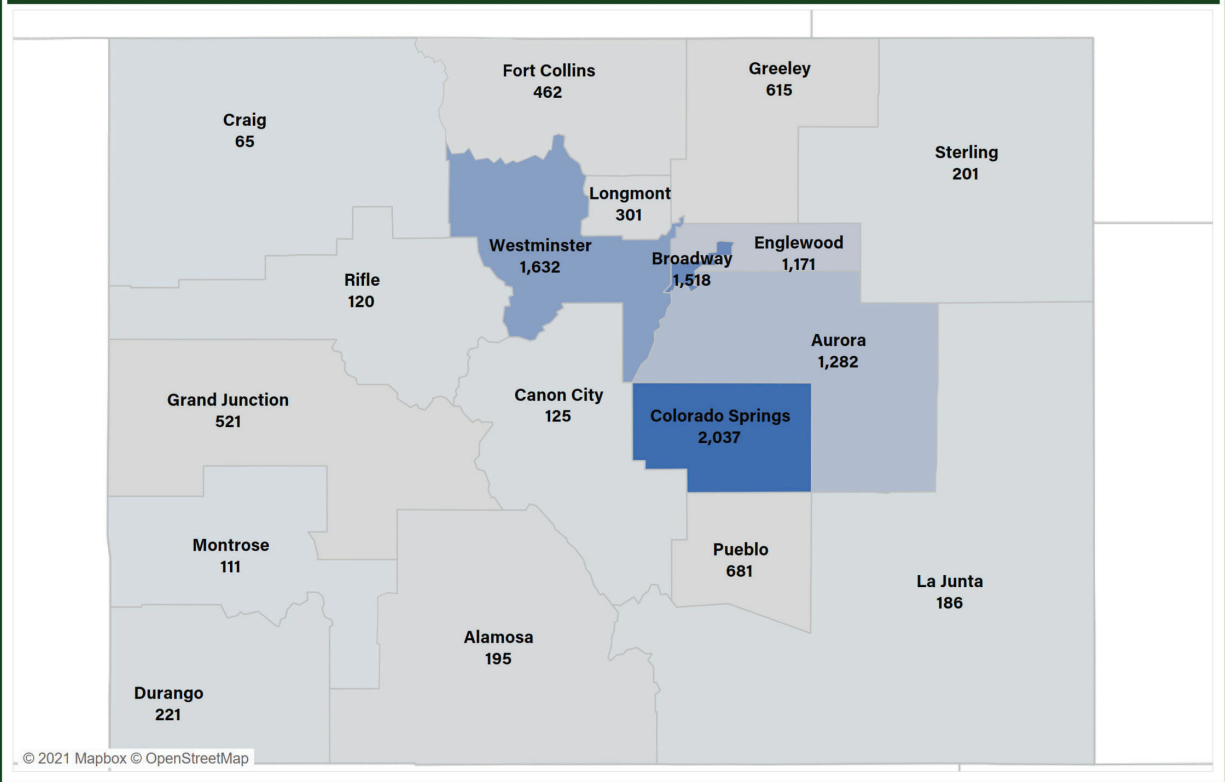 Fort Collins
462
Greeley
615
Craig
65
Sterling
201
Longmont
301
Westminster
1,632
Broadway
1,518
Englewood
1,171
Rifle
120
Aurora
1,282
Grand Junction
521
Canon City
125
Colorado Springs
2,037
Montrose
111
Pueblo
681
La Junta
186
Alamosa
195
Durango
221
© 2021 Mapbox © OpenStreetMap